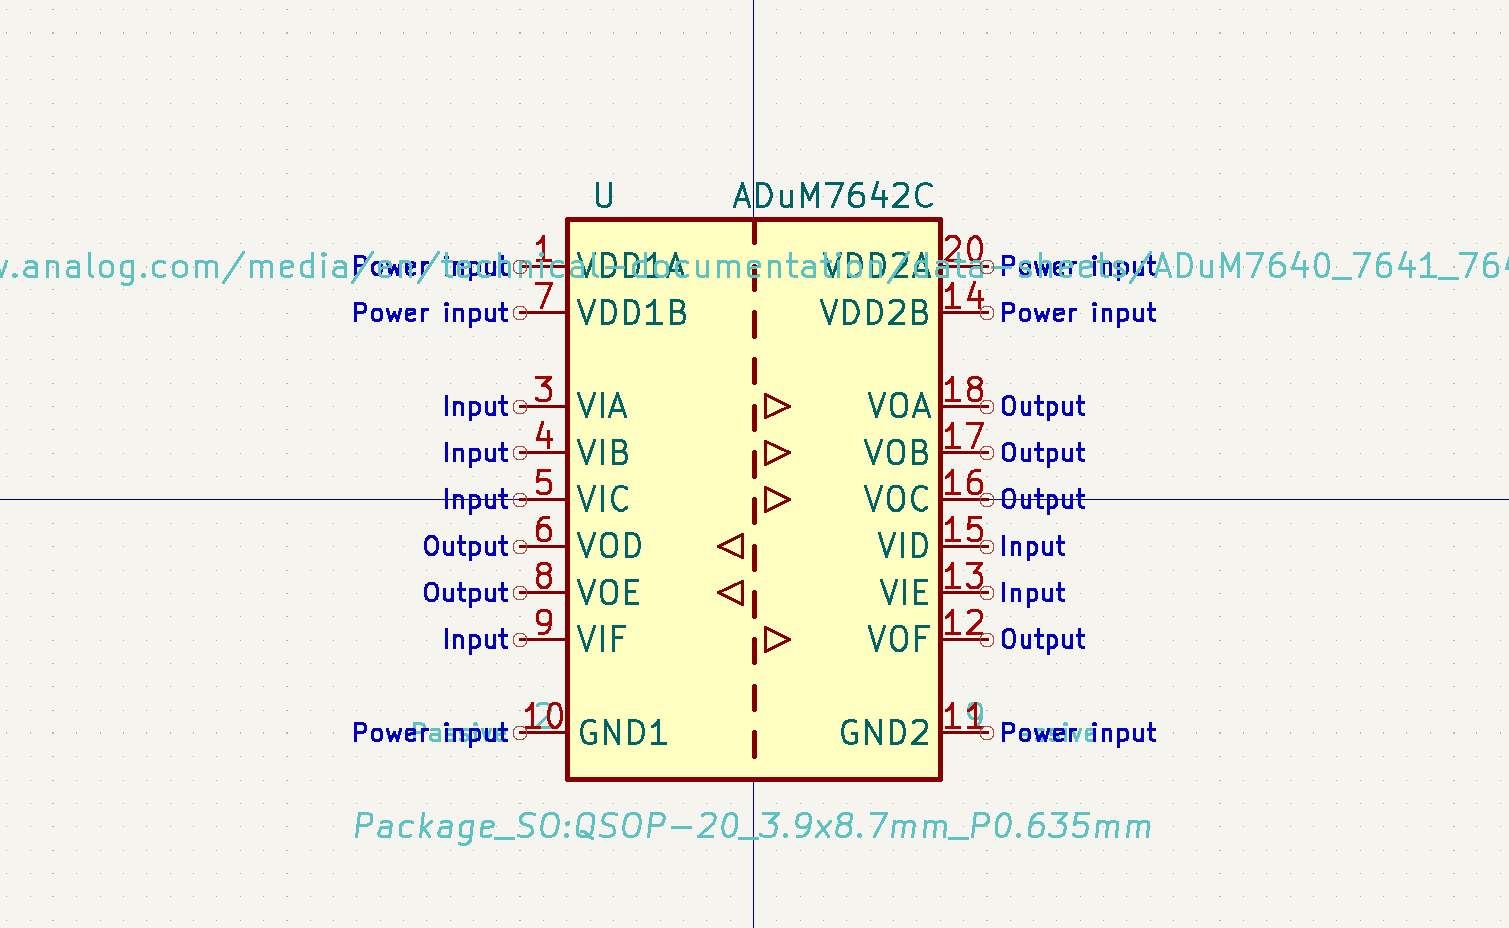 U ADuM7642C
w.analog.com/media/en/technical-documentation/data-sheets/ADuM7640_7641_764
Power input 1 VDD1A VDD2A 20 Power input
Power input 7 VDD1B VDD2B 14 Power input
Input 3 VIA VOA 18 Output
Input 4 VIB VOB 17 Output
Input 5 VIC VOC 16 Output
Output 6 VOD VID 15 Input
Output 8 VOE VIE 13 Input
Input 9 VIF VOF 12 Output
Power input 10 GND1 GND2 11 Power input
Passive 2
Package_SO:QSOP-20_3.9x8.7mm_P0.635mm